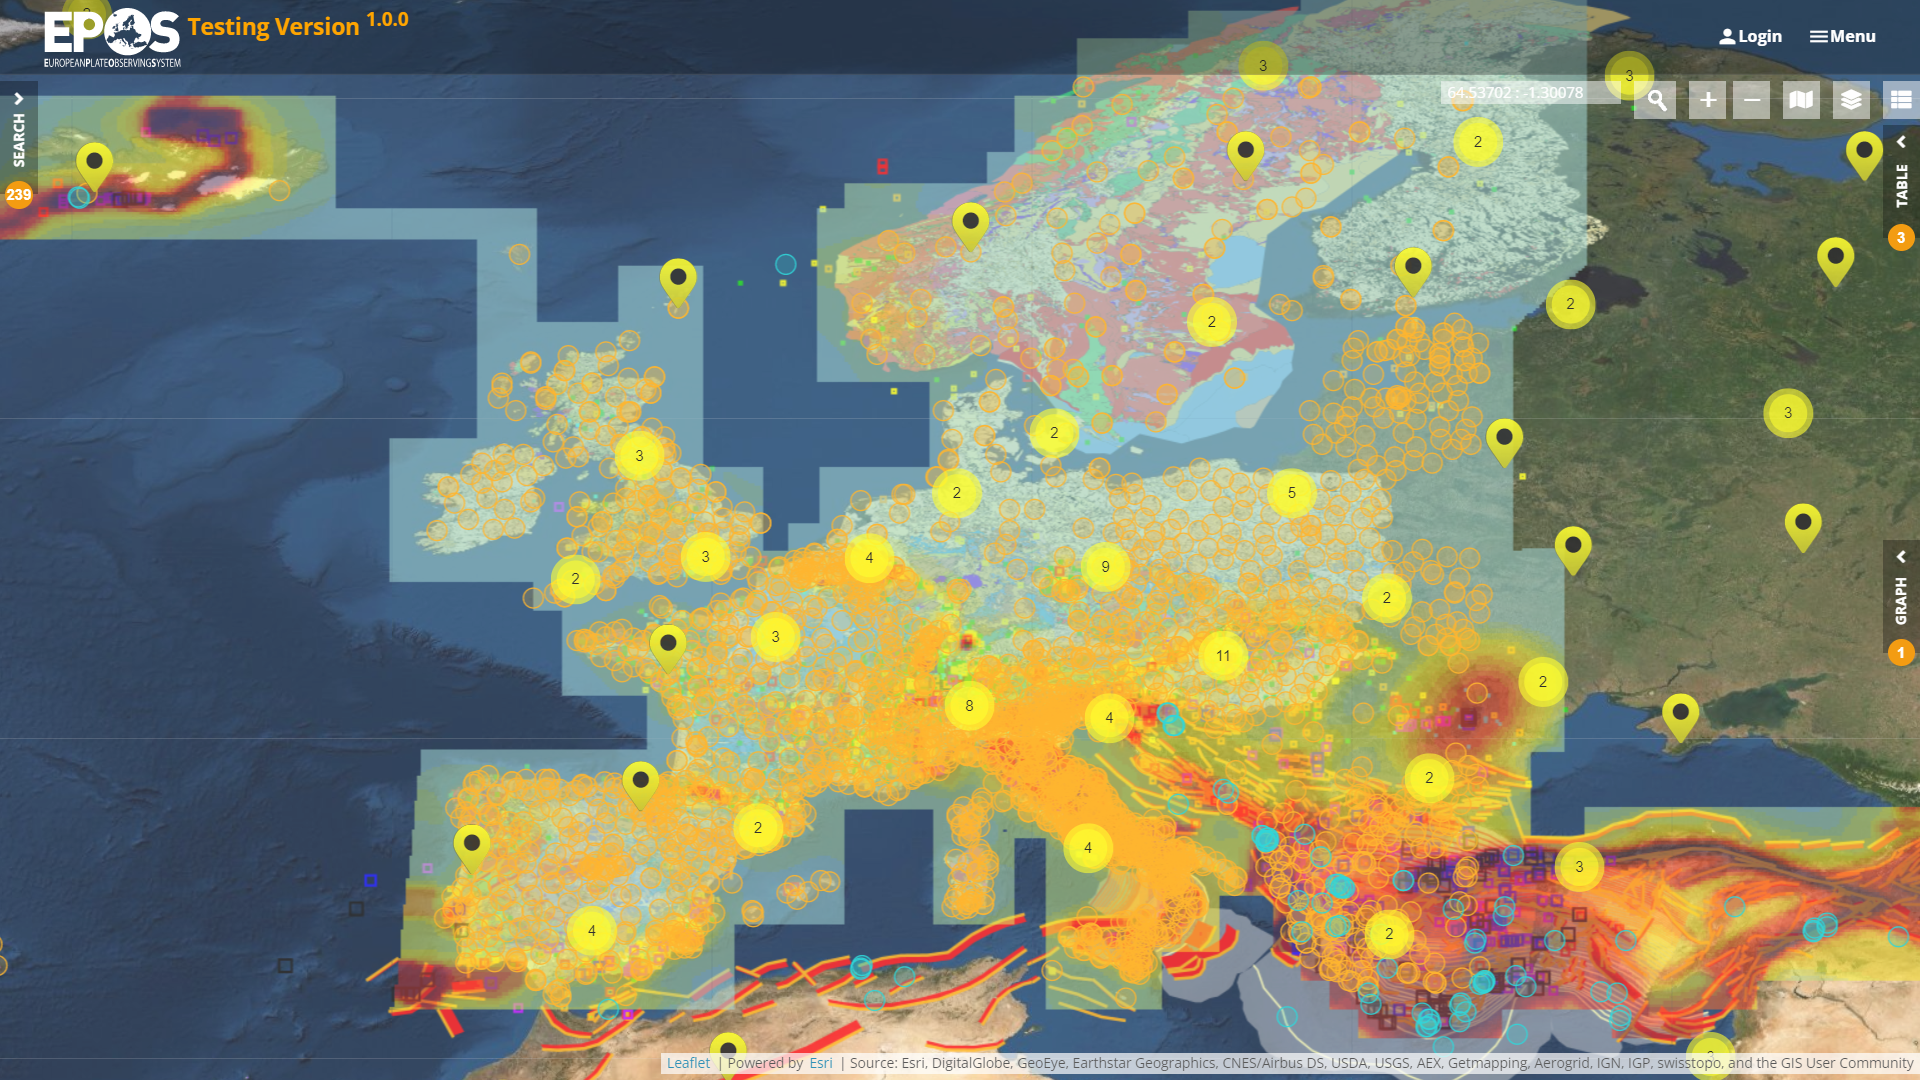 EPOS
EUROPEANPLATEOBSERVINGSYSTEM
Testing Version 1.0.0
Login
Menu
64.53702 : -1.30078
SEARCH
239
TABLE
3
GRAPH
1
3
3
2
2
2
3
2
3
2
5
3
4
9
2
2
3
11
2
8
4
2
2
4
3
4
2
Leaflet | Powered by Esri | Source: Esri, DigitalGlobe, GeoEye, Earthstar Geographics, CNES/Airbus DS, USDA, USGS, AEX, Getmapping, Aerogrid, IGN, IGP, swisstopo, and the GIS User Community